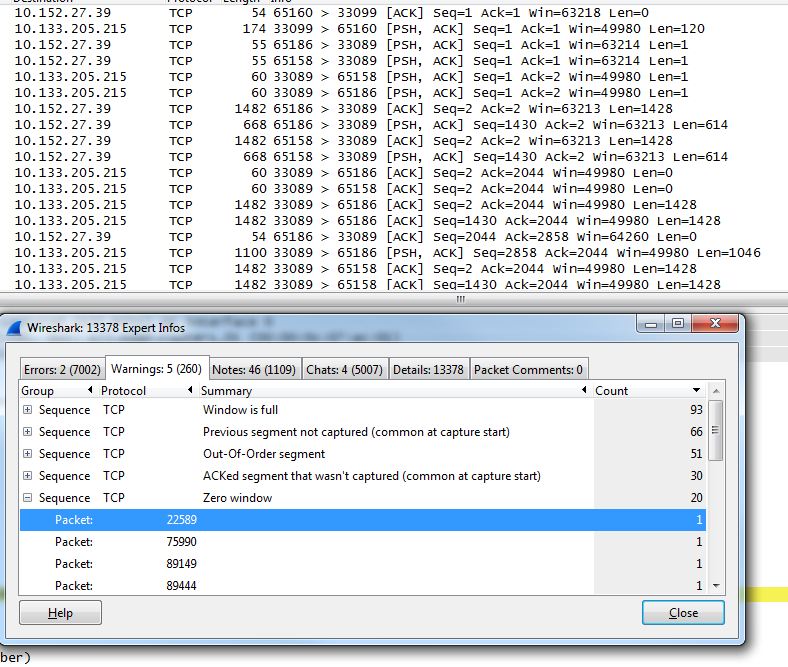 10.152.27.39 TCP 54 65160 > 33099 [ACK] Seq=1 Ack=1 Win=63218 Len=0
10.133.205.215 TCP 174 33099 > 65160 [PSH, ACK] Seq=1 Ack=1 Win=49980 Len=120
10.152.27.39 TCP 55 65186 > 33089 [PSH, ACK] Seq=1 Ack=1 Win=63214 Len=1
10.152.27.39 TCP 55 65158 > 33089 [PSH, ACK] Seq=1 Ack=1 Win=63214 Len=1
10.133.205.215 TCP 60 33089 > 65158 [PSH, ACK] Seq=1 Ack=2 Win=49980 Len=1
10.133.205.215 TCP 60 33089 > 65186 [PSH, ACK] Seq=1 Ack=2 Win=49980 Len=1
10.152.27.39 TCP 1482 65186 > 33089 [ACK] Seq=2 Ack=2 Win=63213 Len=1428
10.152.27.39 TCP 668 65186 > 33089 [PSH, ACK] Seq=1430 Ack=2 Win=63213 Len=614
10.152.27.39 TCP 1482 65158 > 33089 [ACK] Seq=2 Ack=2 Win=63213 Len=1428
10.152.27.39 TCP 668 65158 > 33089 [PSH, ACK] Seq=1430 Ack=2 Win=63213 Len=614
10.133.205.215 TCP 60 33089 > 65186 [ACK] Seq=2 Ack=2044 Win=49980 Len=0
10.133.205.215 TCP 60 33089 > 65158 [ACK] Seq=2 Ack=2044 Win=49980 Len=0
10.133.205.215 TCP 1482 33089 > 65186 [ACK] Seq=2 Ack=2044 Win=49980 Len=1428
10.133.205.215 TCP 1482 33089 > 65186 [ACK] Seq=1430 Ack=2044 Win=49980 Len=1428
10.152.27.39 TCP 54 65186 > 33089 [ACK] Seq=2044 Ack=2858 Win=64260 Len=0
10.133.205.215 TCP 1100 33089 > 65186 [PSH, ACK] Seq=2858 Ack=2044 Win=49980 Len=1046
10.133.205.215 TCP 1482 33089 > 65158 [ACK] Seq=2 Ack=2044 Win=49980 Len=1428
10.133.205.215 TCP 1482 33089 > 65158 [ACK] Seq=1430 Ack=2044 Win=49980 Len=1428
Wireshark: 13378 Expert Infos
Errors: 2 (7002) Warnings: 5 (260) Notes: 46 (1109) Chats: 4 (5007) Details: 13378 Packet Comments: 0
Group Protocol Summary Count
Sequence TCP Window is full 93
Sequence TCP Previous segment not captured (common at capture start) 66
Sequence TCP Out-Of-Order segment 51
Sequence TCP ACKed segment that wasn't captured (common at capture start) 30
Sequence TCP Zero window 20
Packet: 22589 1
Packet: 75990 1
Packet: 89149 1
Packet: 89444 1
Help Close
ber)